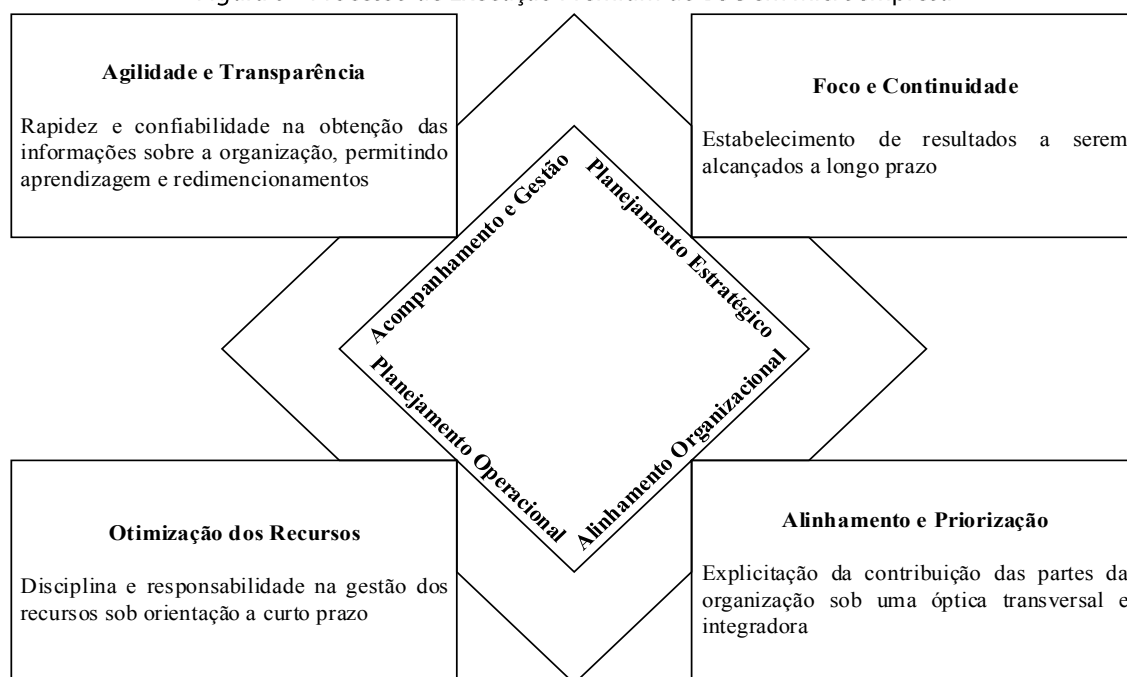 Agilidade e Transparência
Rapidez e confiabilidade na obtenção das
informações sobre a organização, permitindo
aprendizagem e redimencionamentos
Foco e Continuidade
Estabelecimento de resultados a serem
alcançados a longo prazo
Acompanhamento e Gestão
Planejamento Estratégico
Planejamento Operacional
Alinhamento Organizacional
Otimização dos Recursos
Disciplina e responsabilidade na gestão dos
recursos sob orientação a curto prazo
Alinhamento e Priorização
Explicitação da contribuição das partes da
organização sob uma óptica transversal e
integradora